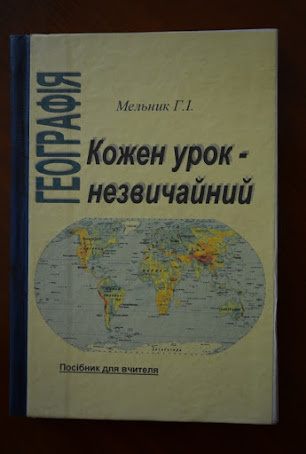 ГЕОГРАФІЯ
Мельник Г.І.
Кожен урок -
незвичайний
Посібник для вчителя